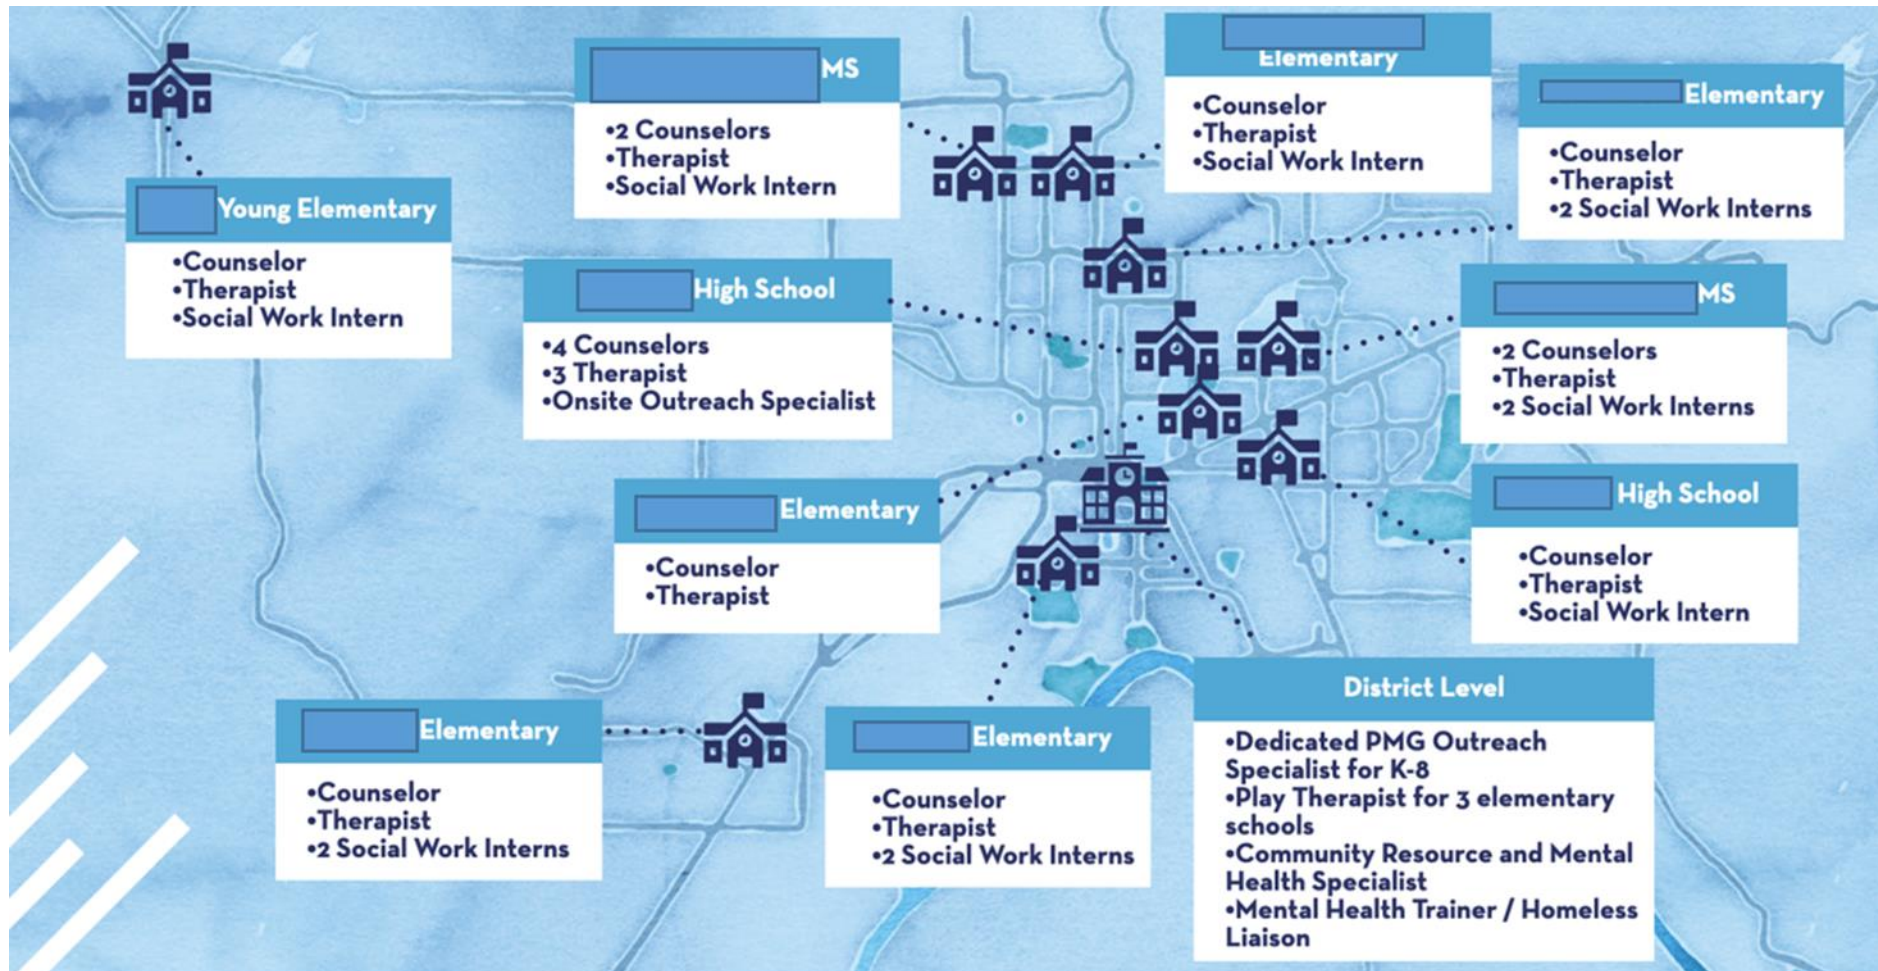 MS
•2 Counselors
•Therapist
•Social Work Intern
Elementary
•Counselor
•Therapist
•Social Work Intern
Elementary
•Counselor
•Therapist
•2 Social Work Interns
Young Elementary
•Counselor
•Therapist
•Social Work Intern
High School
•4 Counselors
•3 Therapist
•Onsite Outreach Specialist
MS
•2 Counselors
•Therapist
•2 Social Work Interns
Elementary
•Counselor
•Therapist
High School
•Counselor
•Therapist
•Social Work Intern
Elementary
•Counselor
•Therapist
•2 Social Work Interns
Elementary
•Counselor
•Therapist
•2 Social Work Interns
District Level
•Dedicated PMG Outreach
Specialist for K-8
•Play Therapist for 3 elementary
schools
•Community Resource and Mental
Health Specialist
•Mental Health Trainer / Homeless
Liaison